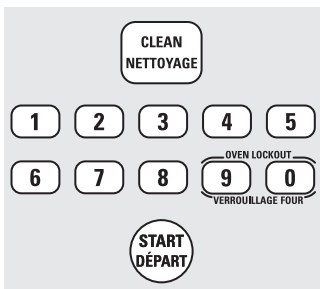 CLEAN
NETTOYAGE
1 2 3 4 5
OVEN LOCKOUT
6 7 8 9 0
VERROUILLAGE FOUR
START
DÉPART